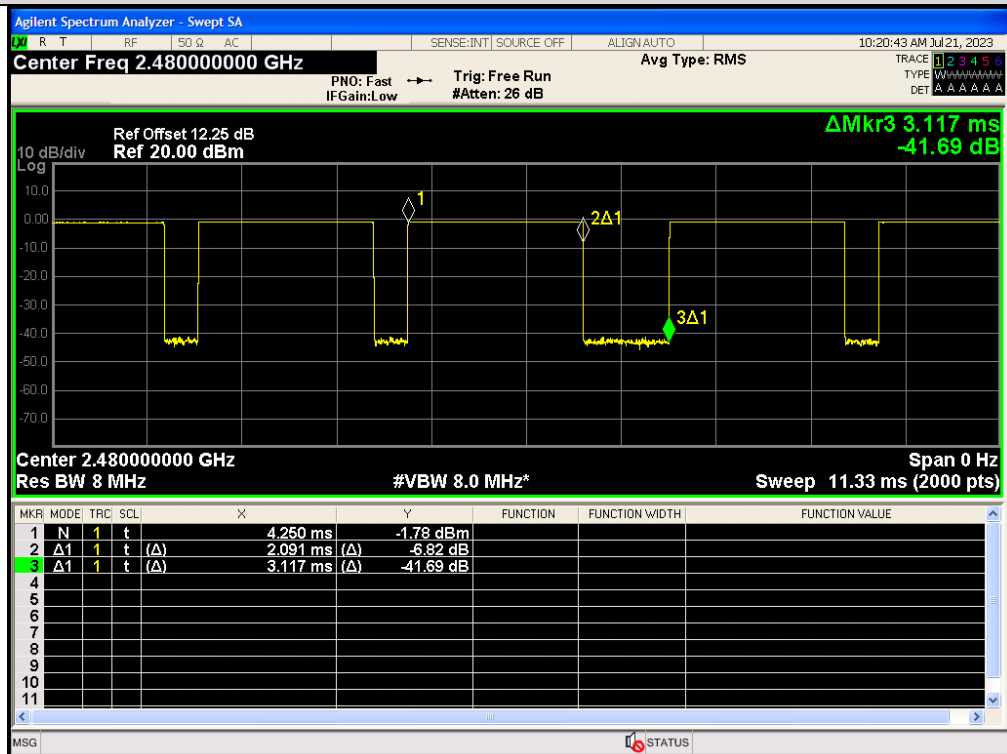 Agilent Spectrum Analyzer - Swept SA
LXI R T RF 50 Ω AC SENSE:INT SOURCE OFF ALIGN AUTO 10:20:43 AM Jul 21, 2023
Center Freq 2.480000000 GHz Avg Type: RMS TRACE 1 2 3 4 5 6
PNO: Fast Trig: Free Run TYPE W
IFGain:Low #Atten: 26 dB DET A A A A A A
ΔMkr3 3.117 ms
Ref Offset 12.25 dB
10 dB/div Ref 20.00 dBm -41.69 dB
Log
10.0
1
0.00
2Δ1
-10.0
-20.0
-30.0
3Δ1
-40.0
-50.0
-60.0
-70.0
Center 2.480000000 GHz Span 0 Hz
Res BW 8 MHz #VBW 8.0 MHz* Sweep 11.33 ms (2000 pts)
MKR MODE TRC SCL X Y FUNCTION FUNCTION WIDTH FUNCTION VALUE
1 N 1 t 4.250 ms -1.78 dBm
2 Δ1 1 t (Δ) 2.091 ms (Δ) -6.82 dB
3 Δ1 1 t (Δ) 3.117 ms (Δ) -41.69 dB
4
5
6
7
8
9
10
11
MSG STATUS